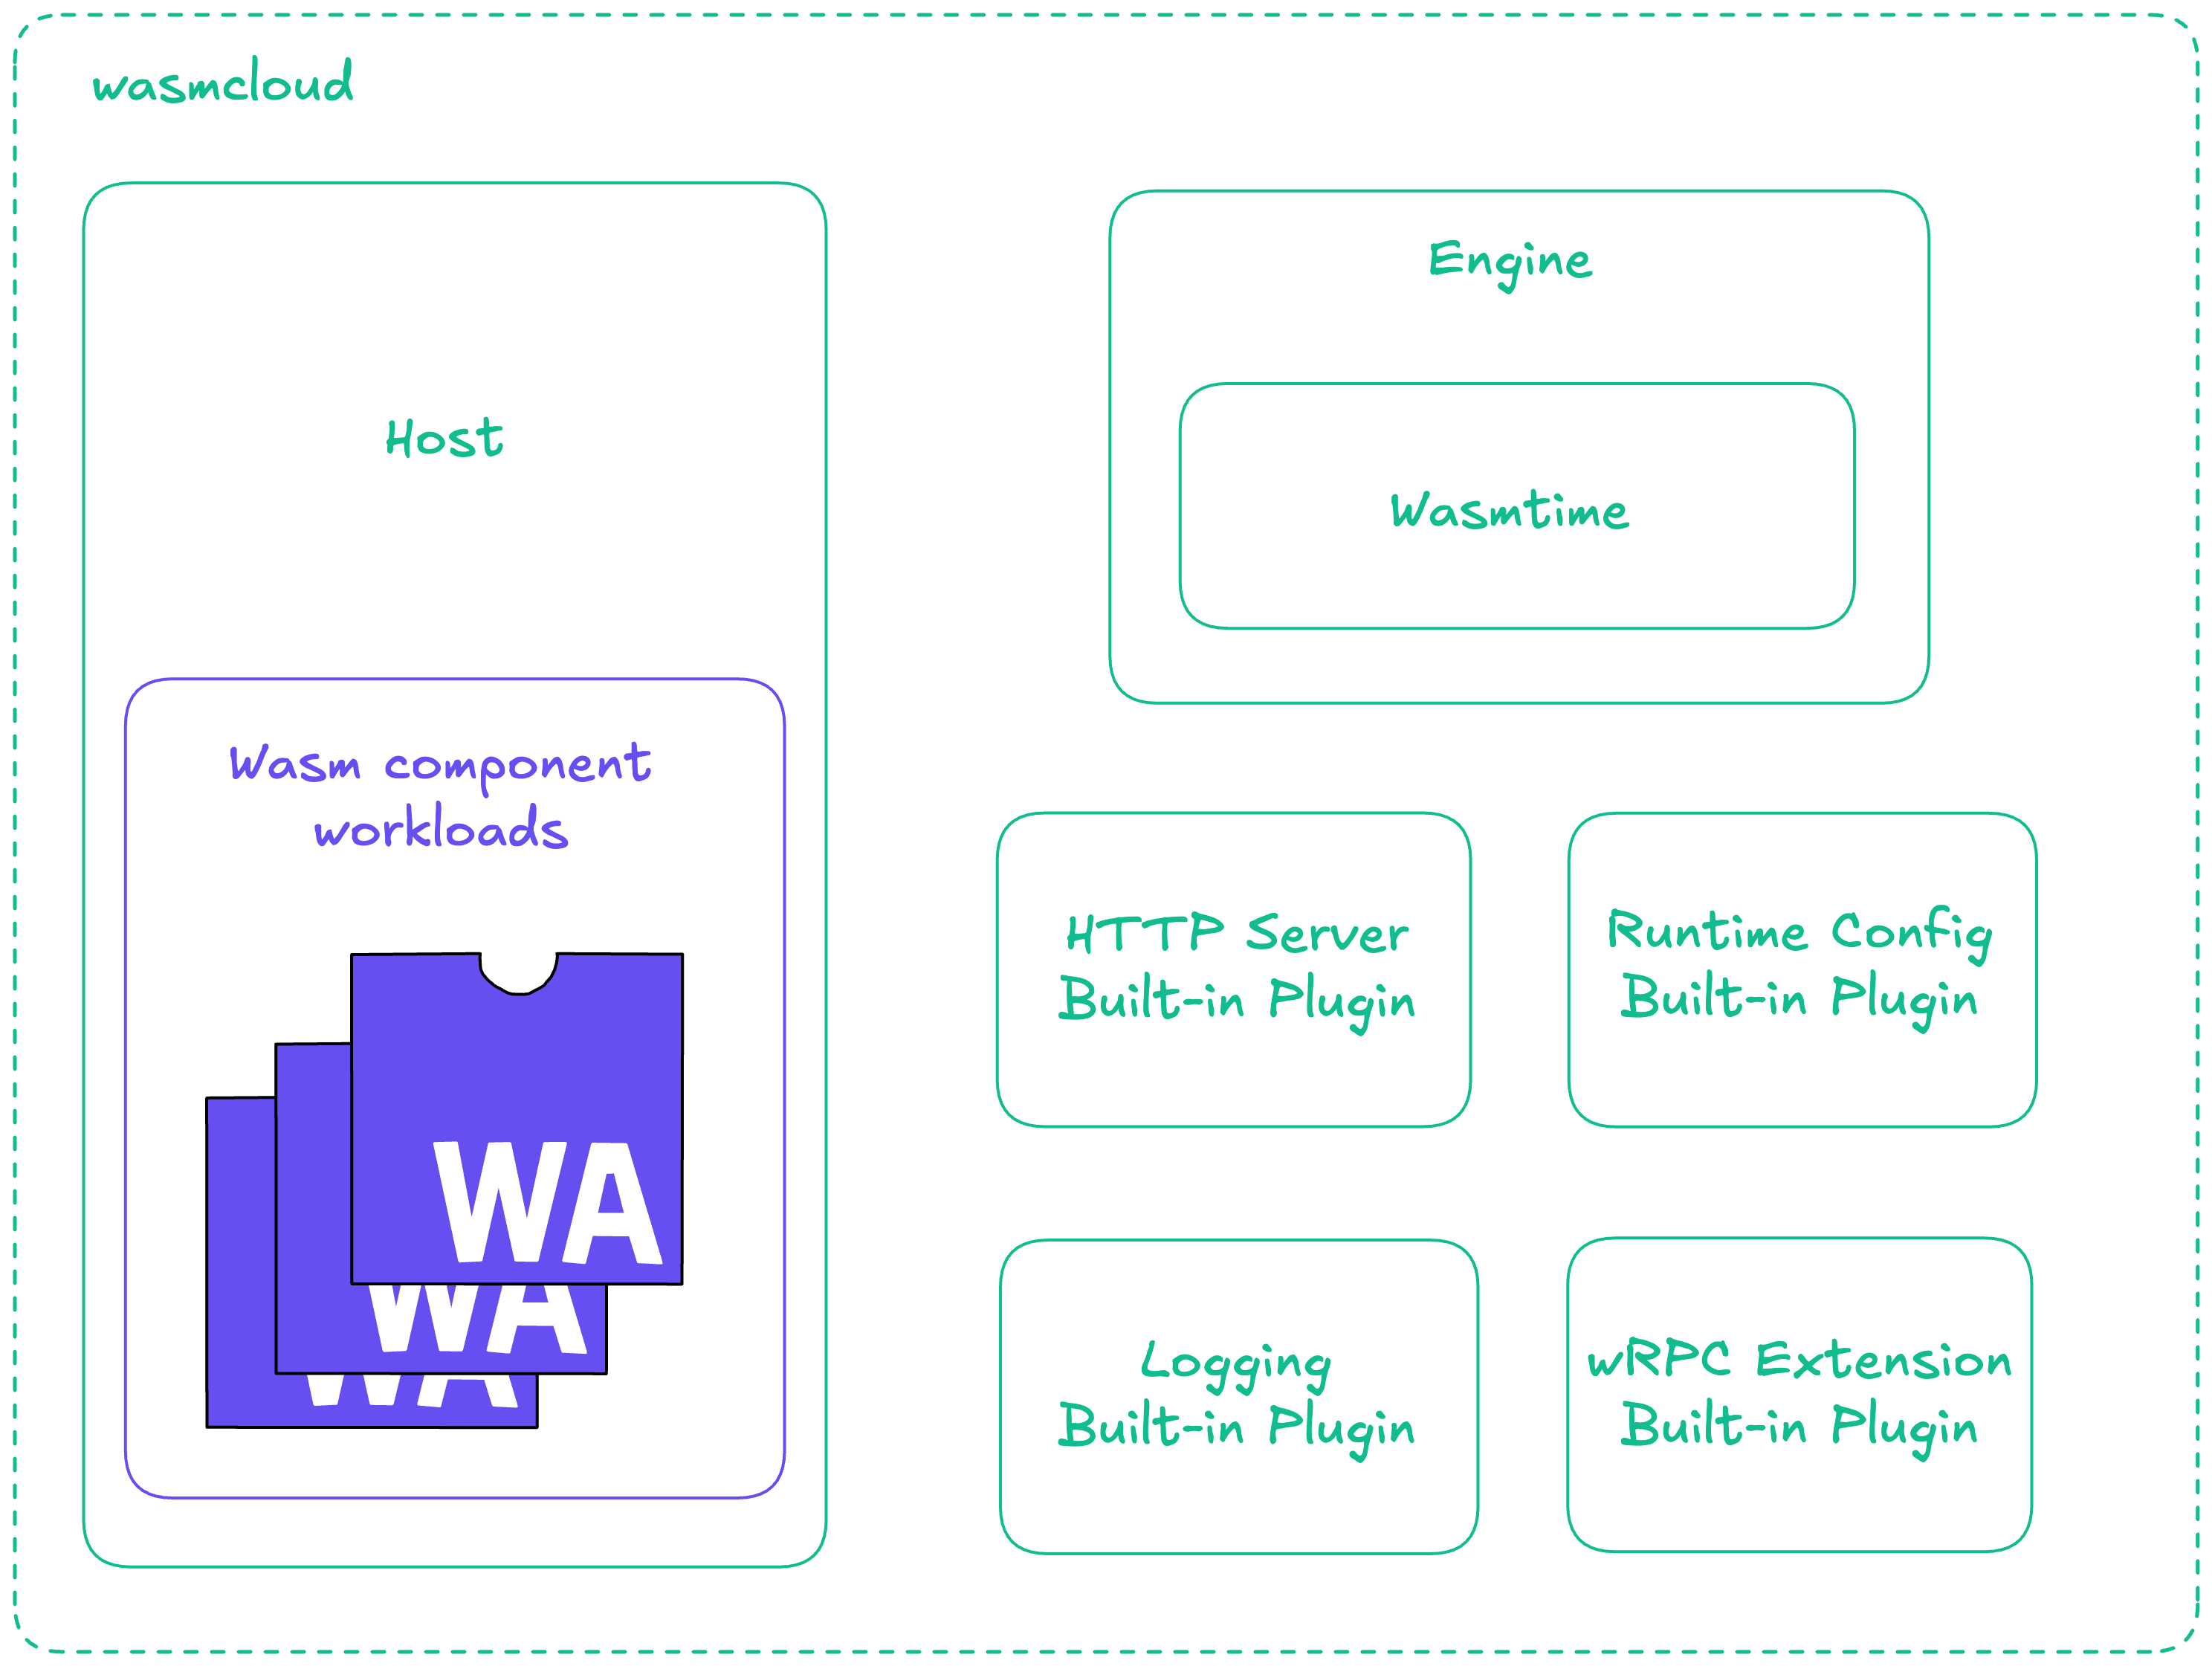 wasmcloud
Host
Wasm component
workloads
WA
WA
WA
Engine
Wasmtime
HTTP Server
Built-in Plugin
Runtime Config
Built-in Plugin
Logging
Built-in Plugin
wRPC Extension
Built-in Plugin